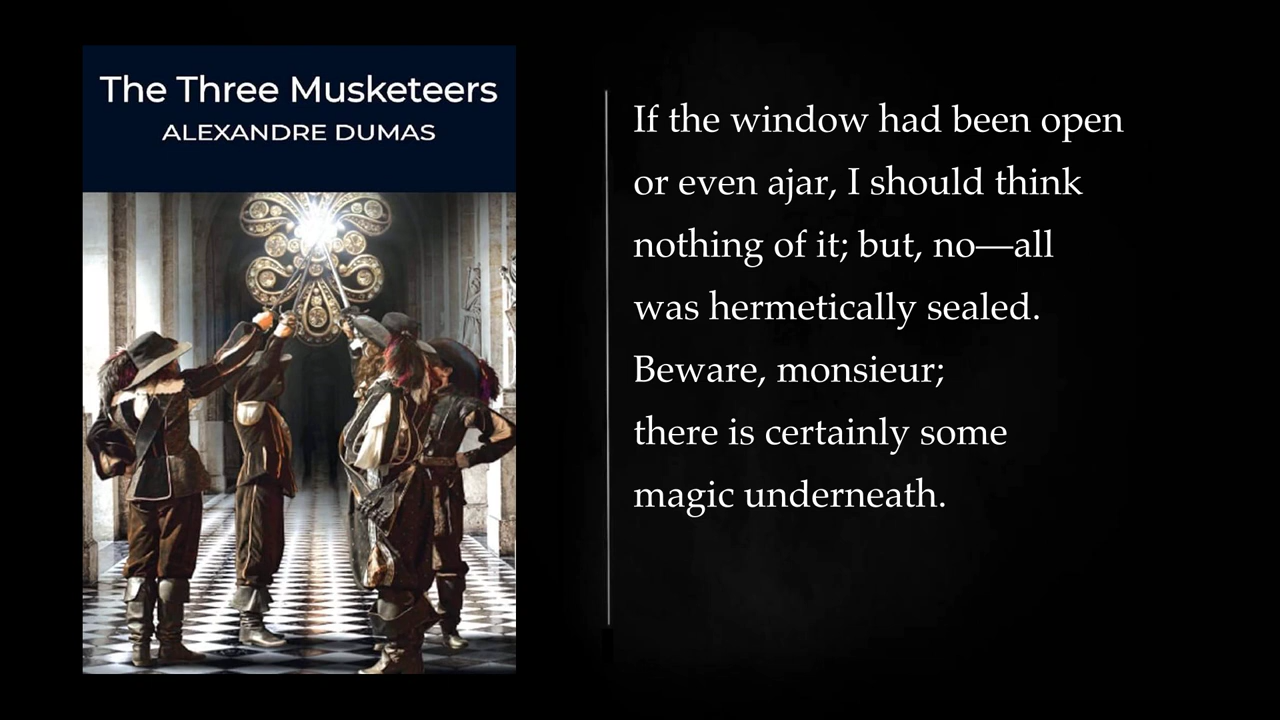 The Three Musketeers
ALEXANDRE DUMAS
If the window had been open
or even ajar, I should think
nothing of it; but, no—all
was hermetically sealed.
Beware, monsieur;
there is certainly some
magic underneath.